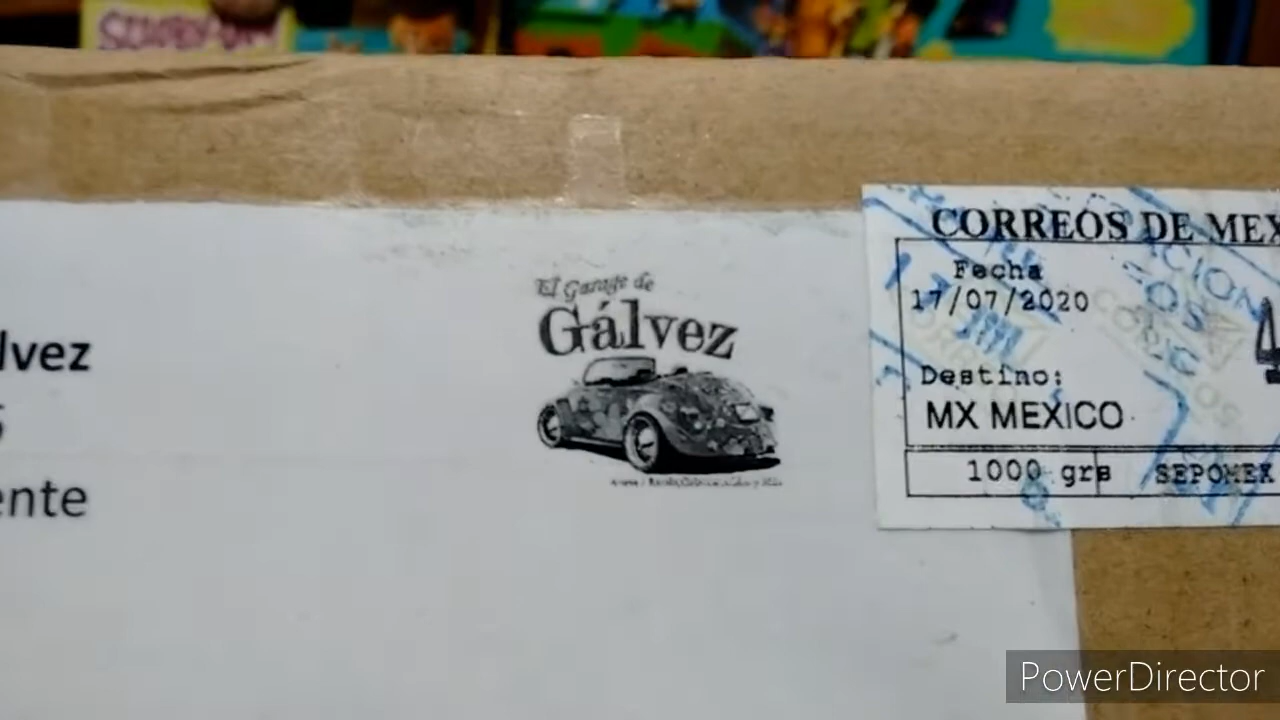 lvez
ente
El Garage de
Gálvez
CORREOS DE MEX
Fecha
17/07/2020
Destino:
MX MEXICO
1000 grs SEPOMEX
PowerDirector